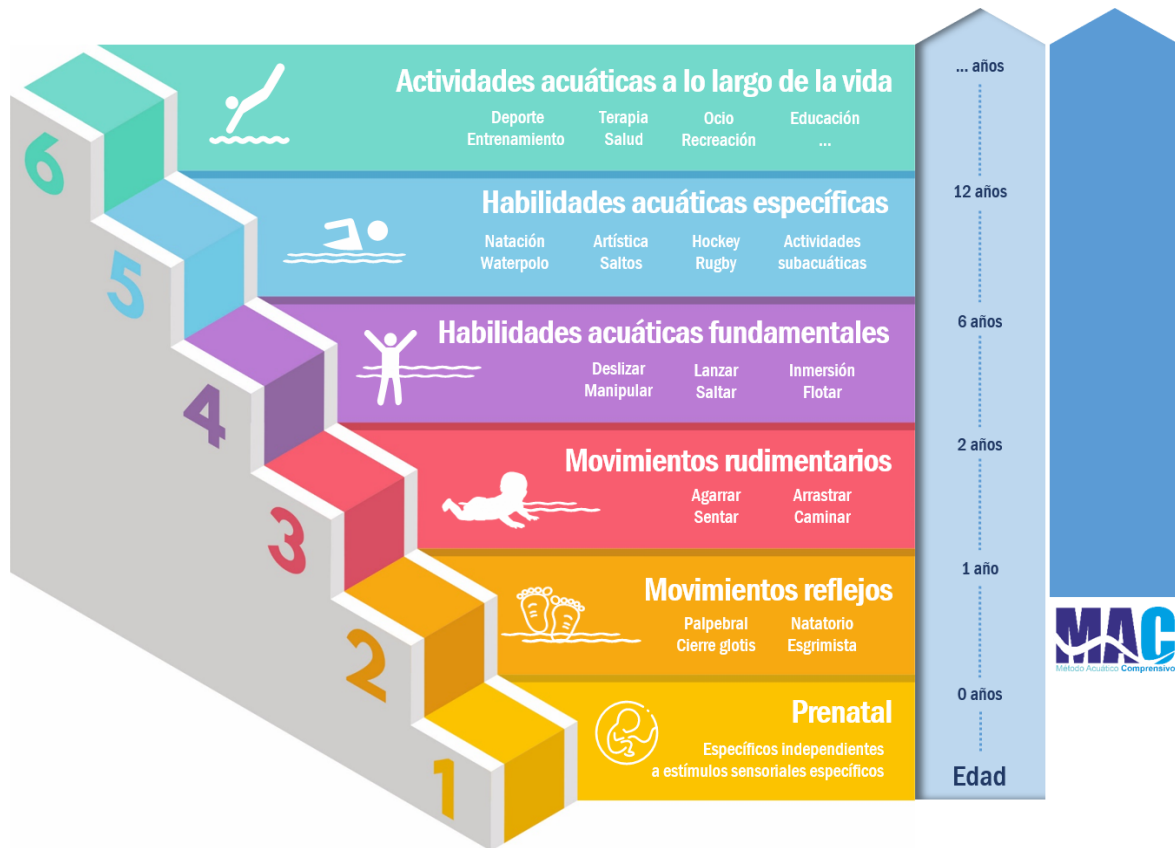 6
Actividades acuáticas a lo largo de la vida
Deporte
Entrenamiento
Terapia
Salud
Ocio
Recreación
Educación
...
5
Habilidades acuáticas específicas
Natación
Waterpolo
Artística
Saltos
Hockey
Rugby
Actividades
subacuáticas
4
Habilidades acuáticas fundamentales
Deslizar
Manipular
Lanzar
Saltar
Inmersión
Flotar
3
Movimientos rudimentarios
Agarrar
Sentar
Arrastrar
Caminar
2
Movimientos reflejos
Palpebral
Cierre glotis
Natatorio
Esgrimista
1
Prenatal
Específicos independientes
a estímulos sensoriales específicos
... años
12 años
6 años
2 años
1 año
0 años
Edad
MAC
Método Acuático Comprensivo